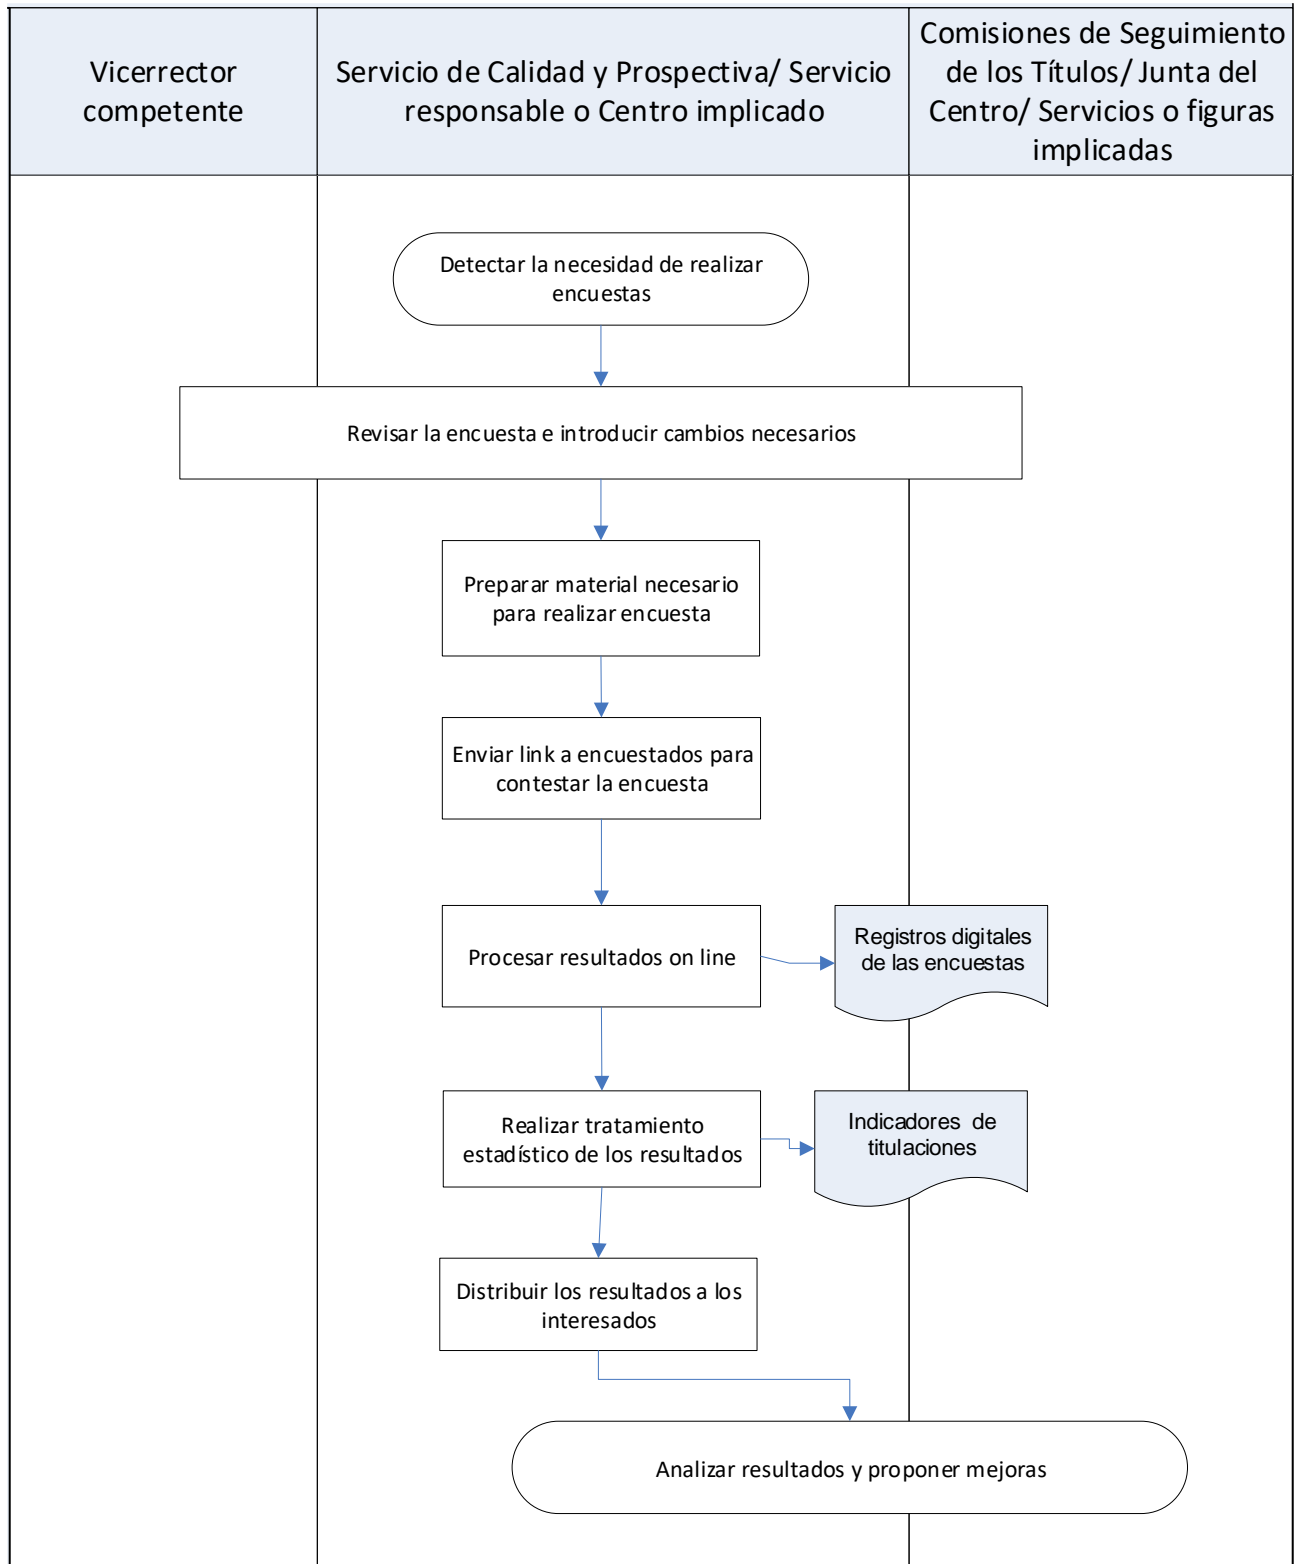 Vicerrector
competente
Servicio de Calidad y Prospectiva/ Servicio
responsable o Centro implicado
Comisiones de Seguimiento
de los Títulos/ Junta del
Centro/ Servicios o figuras
implicadas
Detectar la necesidad de realizar
encuestas
Revisar la encuesta e introducir cambios necesarios
Preparar material necesario
para realizar encuesta
Enviar link a encuestados para
contestar la encuesta
Procesar resultados on line
Registros digitales
de las encuestas
Realizar tratamiento
estadístico de los resultados
Indicadores de
titulaciones
Distribuir los resultados a los
interesados
Analizar resultados y proponer mejoras